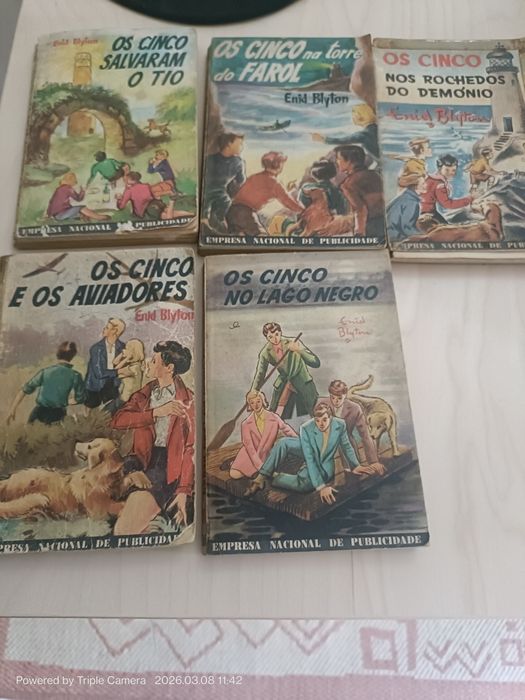 Enid Blyton
OS CINCO
SALVARAM
O TIO
EMPRESA NACIONAL DE PUBLICIDADE
OS CINCO na torre
do FAROL
Enid Blyton
EMPRESA NACIONAL DE PUBLICIDADE
OS CINCO
NOS ROCHEDOS
DO DEMÓNIO
Enid Blyton
EMPRESA NACIONAL DE PUB
OS CINCO
E OS AVIADORES
Enid Blyton
PRESA NACIONAL DE PUBLICIDA
OS CINCO
NO LAGO NEGRO
Enid
Blyton
EMPRESA NACIONAL DE PUBLICIDADE
Powered by Triple Camera 2026.03.08 11:42